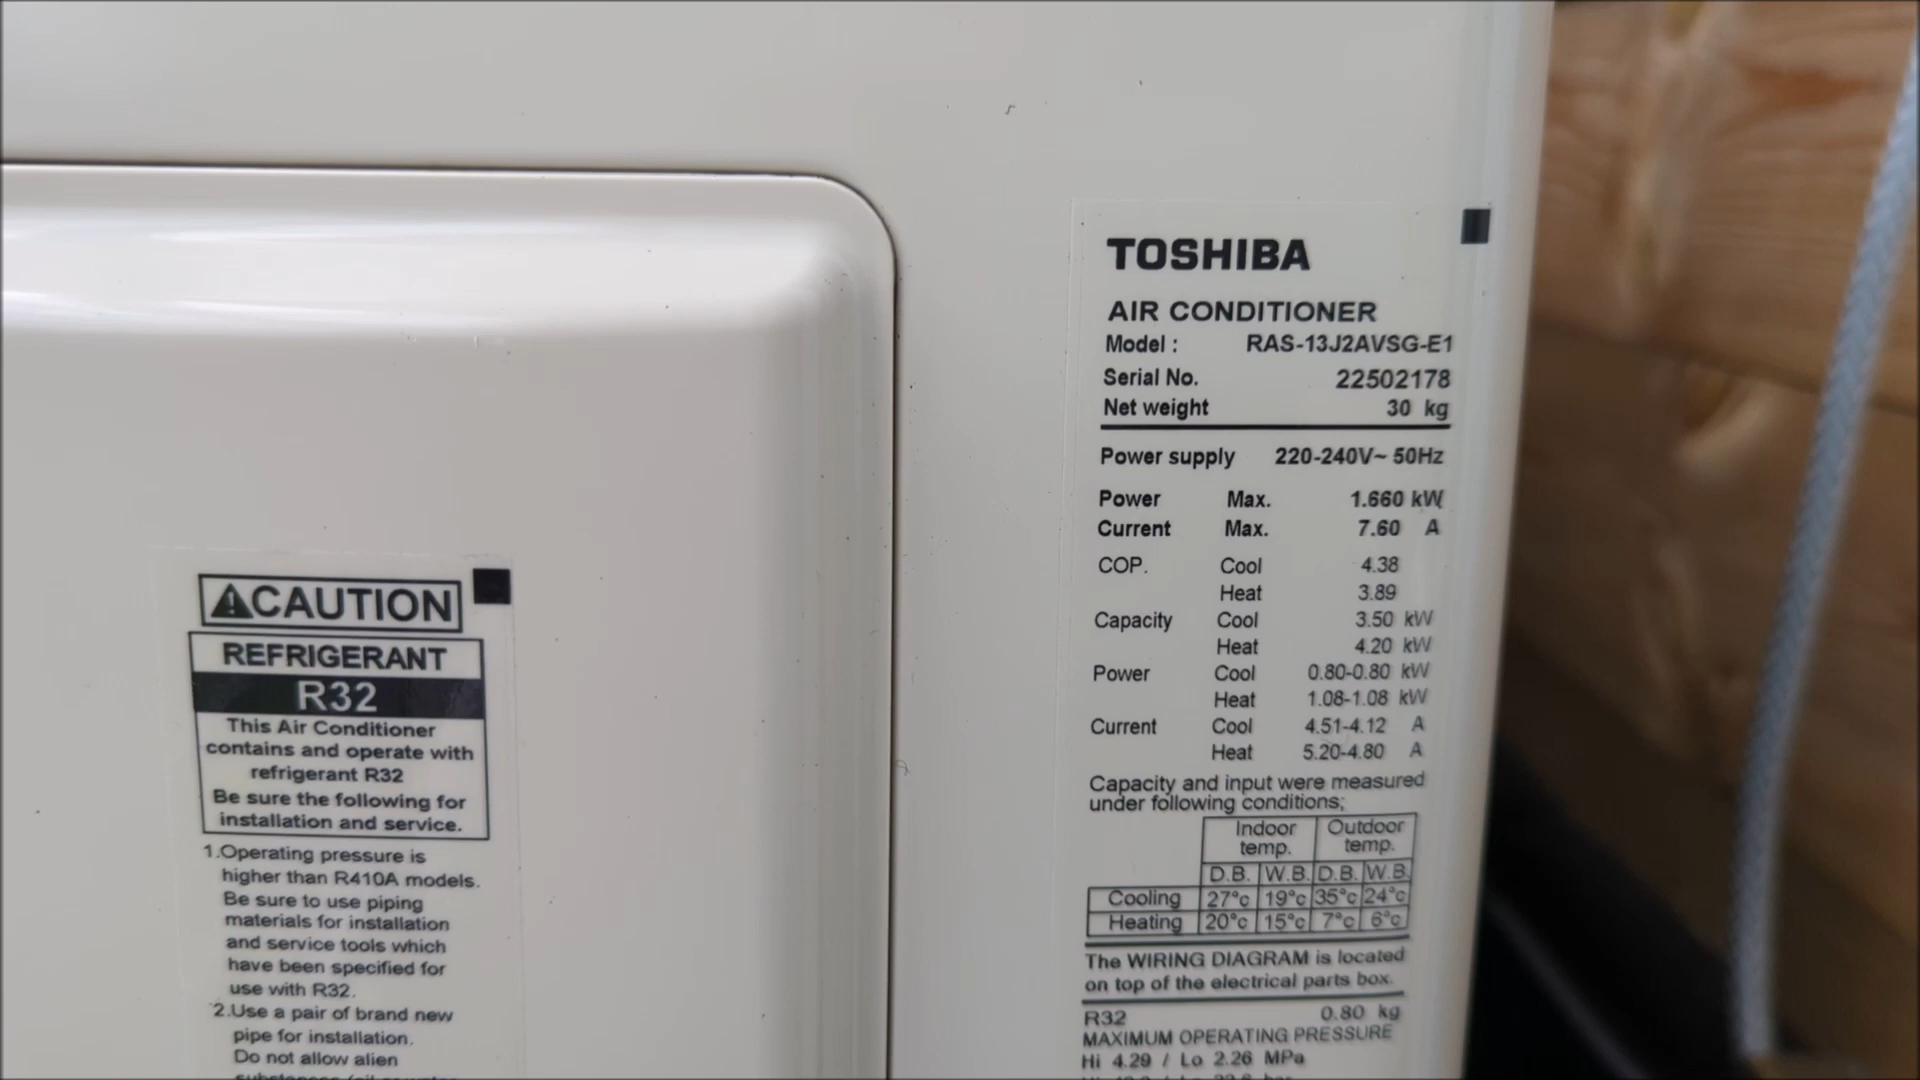 TOSHIBA
AIR CONDITIONER
Model : RAS-13J2AVSG-E1
Serial No. 22502178
Net weight 30 kg
Power supply 220-240V~ 50Hz
Power Max. 1.660 kW
Current Max. 7.60 A
COP. Cool 4.38
Heat 3.89
Capacity Cool 3.50 kW
Heat 4.20 kW
Power Cool 0.80-0.80 kW
Heat 1.08-1.08 kW
Current Cool 4.51-4.12 A
Heat 5.20-4.80 A
Capacity and input were measured
under following conditions;
Indoor temp. Outdoor temp.
D.B. W.B. D.B. W.B.
Cooling 27°c 19°c 35°c 24°c
Heating 20°c 15°c 7°c 6°c
The WIRING DIAGRAM is located
on top of the electrical parts box.
R32 0.80 kg
MAXIMUM OPERATING PRESSURE
Hi 4.29 / Lo 2.26 MPa
CAUTION
REFRIGERANT
R32
This Air Conditioner
contains and operate with
refrigerant R32
Be sure the following for
installation and service.
1.Operating pressure is
higher than R410A models.
Be sure to use piping
materials for installation
and service tools which
have been specified for
use with R32.
2.Use a pair of brand new
pipe for installation.
Do not allow alien